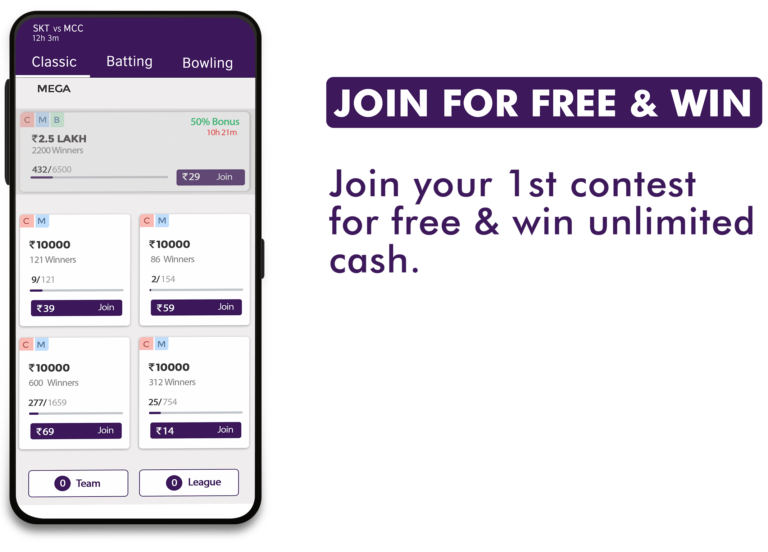 SKT vs MCC
12h 3m
Classic Batting Bowling
MEGA
C M B
50% Bonus
10h 21m
₹2.5 LAKH
2200 Winners
432/6500
₹29 Join
C M
₹10000
121 Winners
9/121
₹39 Join
C M
₹10000
86 Winners
2/154
₹59 Join
C M
₹10000
600 Winners
277/1659
₹69 Join
C M
₹10000
312 Winners
25/754
₹14 Join
0 Team
0 League
JOIN FOR FREE & WIN
Join your 1st contest
for free & win unlimited
cash.